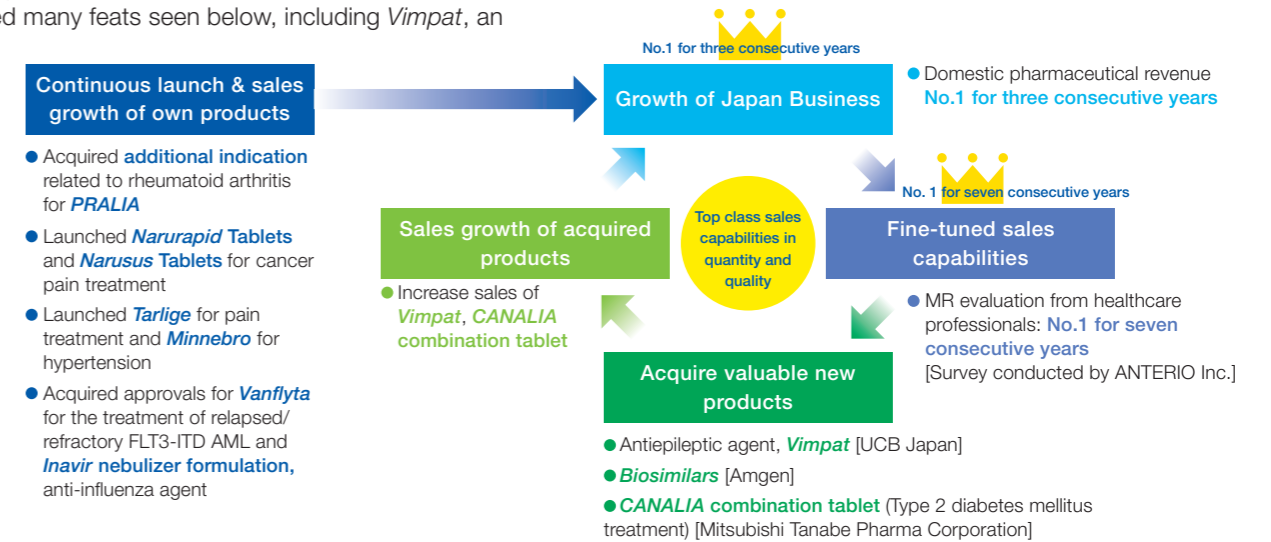 ed many feats seen below, including Vimpat, an
Continuous launch & sales
growth of own products
● Acquired additional indication
related to rheumatoid arthritis
for PRALIA
● Launched Narurapid Tablets
and Narusus Tablets for cancer
pain treatment
● Launched Tarlige for pain
treatment and Minnebro for
hypertension
● Acquired approvals for Vanflyta
for the treatment of relapsed/
refractory FLT3-ITD AML and
Inavir nebulizer formulation,
anti-influenza agent
No.1 for three consecutive years
Growth of Japan Business
● Domestic pharmaceutical revenue
No.1 for three consecutive years
No. 1 for seven consecutive years
Fine-tuned sales
capabilities
● MR evaluation from healthcare
professionals: No.1 for seven
consecutive years
[Survey conducted by ANTERIO Inc.]
Top class sales
capabilities in
quantity and
quality
Sales growth of acquired
products
● Increase sales of
Vimpat, CANALIA
combination tablet
Acquire valuable new
products
● Antiepileptic agent, Vimpat [UCB Japan]
● Biosimilars [Amgen]
● CANALIA combination tablet (Type 2 diabetes mellitus
treatment) [Mitsubishi Tanabe Pharma Corporation]